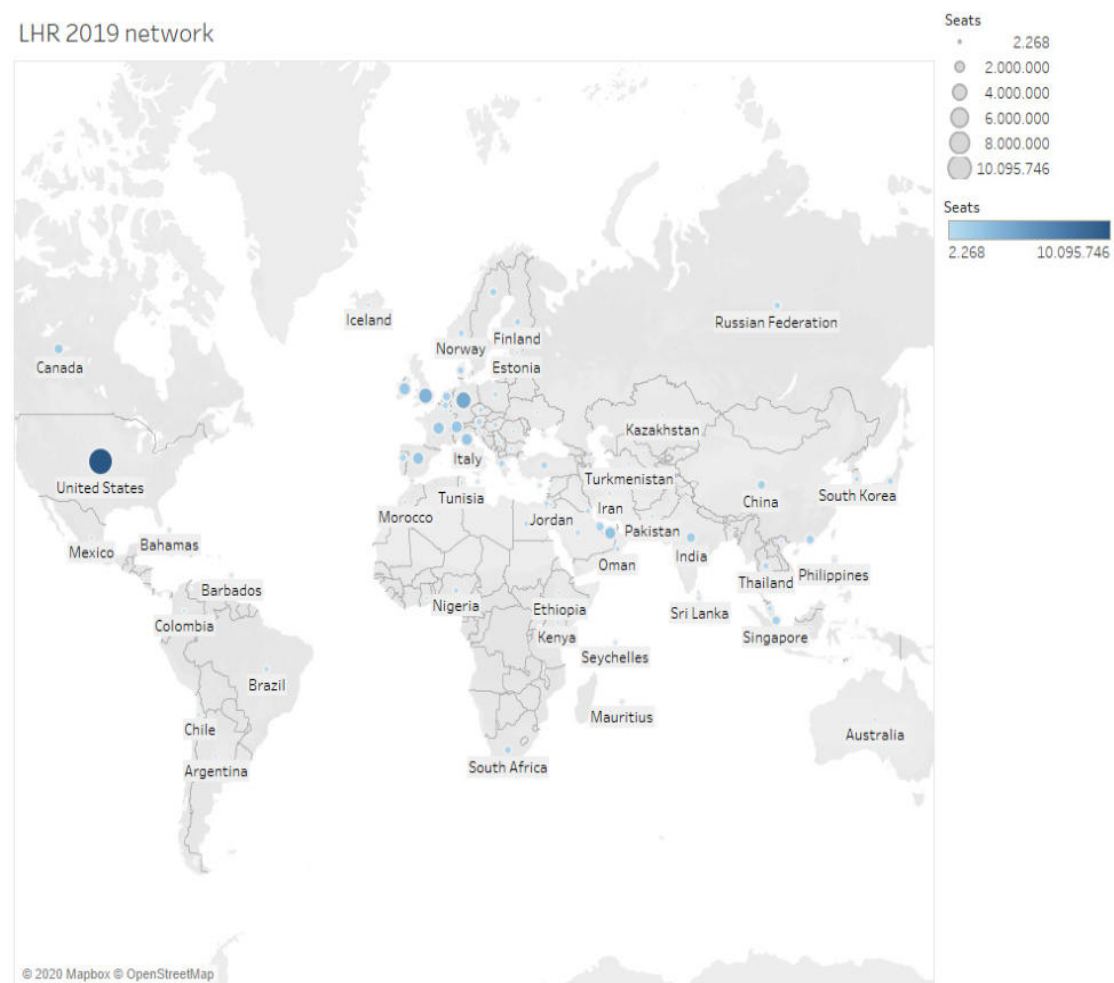 LHR 2019 network
Seats
2.268
2.000.000
4.000.000
6.000.000
8.000.000
10.095.746
Seats
2.268 10.095.746
Iceland
Russian Federation
Norway
Finland
Canada
Estonia
Kazakhstan
Italy
Turkmenistan
United States
Tunisia
China
South Korea
Iran
Morocco
Jordan
Pakistan
Mexico
Bahamas
India
Oman
Thailand
Philippines
Barbados
Nigeria
Ethiopia
Sri Lanka
Colombia
Kenya
Singapore
Seychelles
Brazil
Mauritius
Chile
Australia
South Africa
Argentina
© 2020 Mapbox © OpenStreetMap